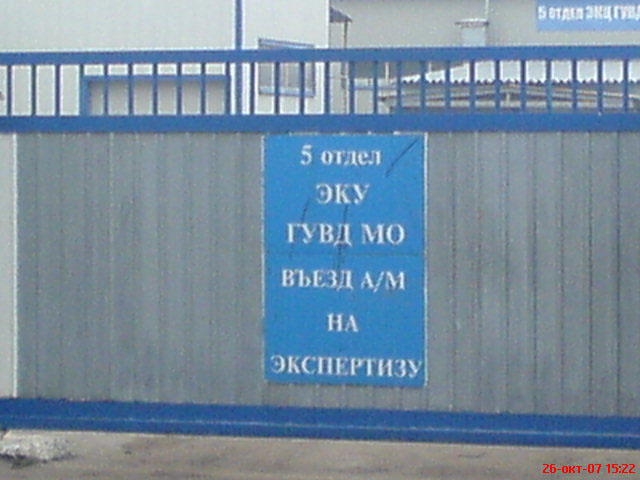 5 отдел ЭКЦ ГУВД
5 отдел
ЭКУ
ГУВД МО
ВЪЕЗД А/М
НА
ЭКСПЕРТИЗУ
26-окт-07 15:22